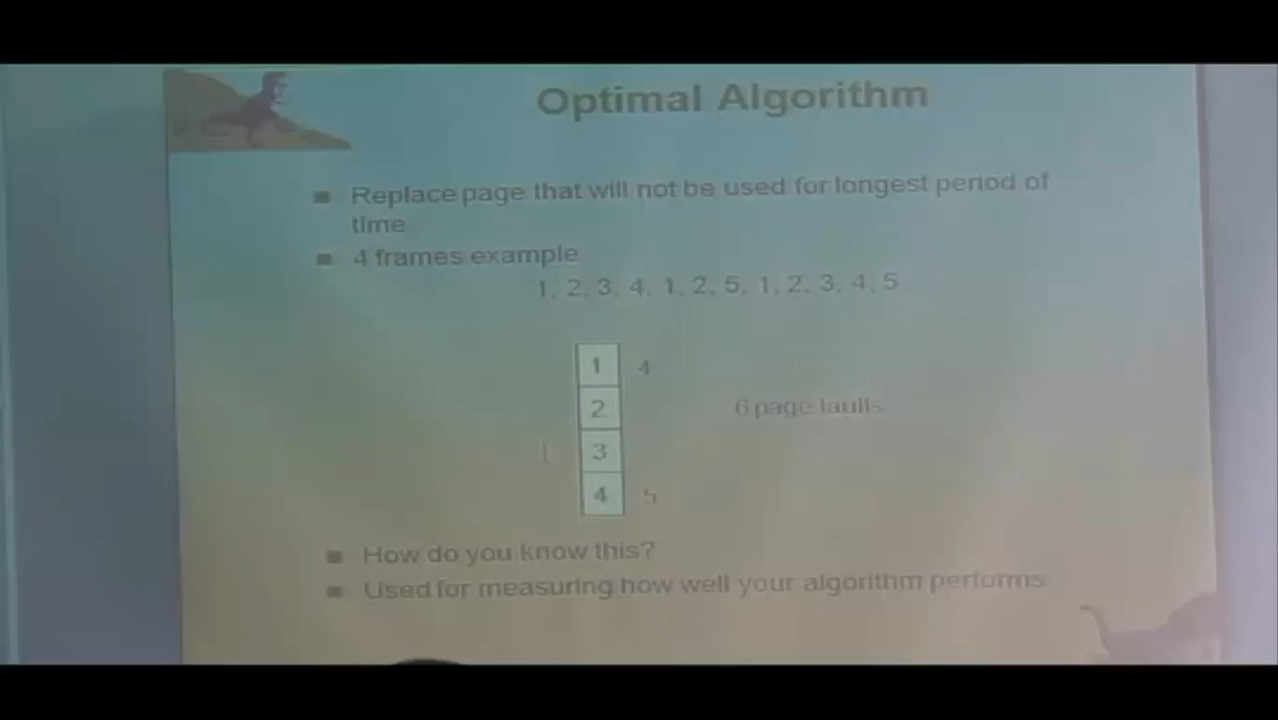 Optimal Algorithm
Replace page that will not be used for longest period of
time
4 frames example
1, 2, 3, 4, 1, 2, 5, 1, 2, 3, 4, 5
1 4
2
6 page faults
3
4 5
How do you know this?
Used for measuring how well your algorithm performs